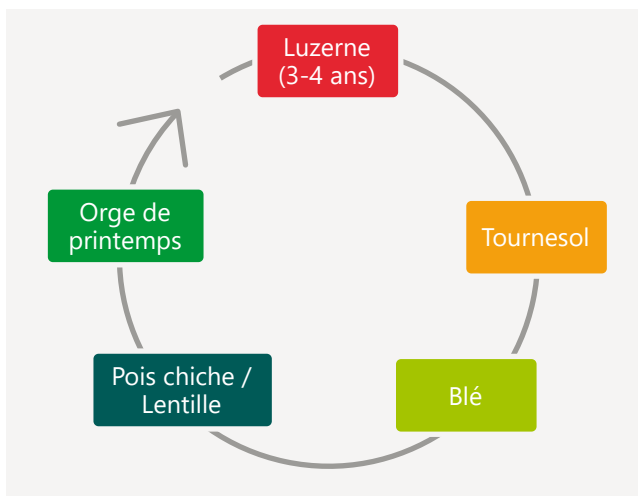 Luzerne
(3-4 ans)
Tournesol
Blé
Pois chiche /
Lentille
Orge de
printemps